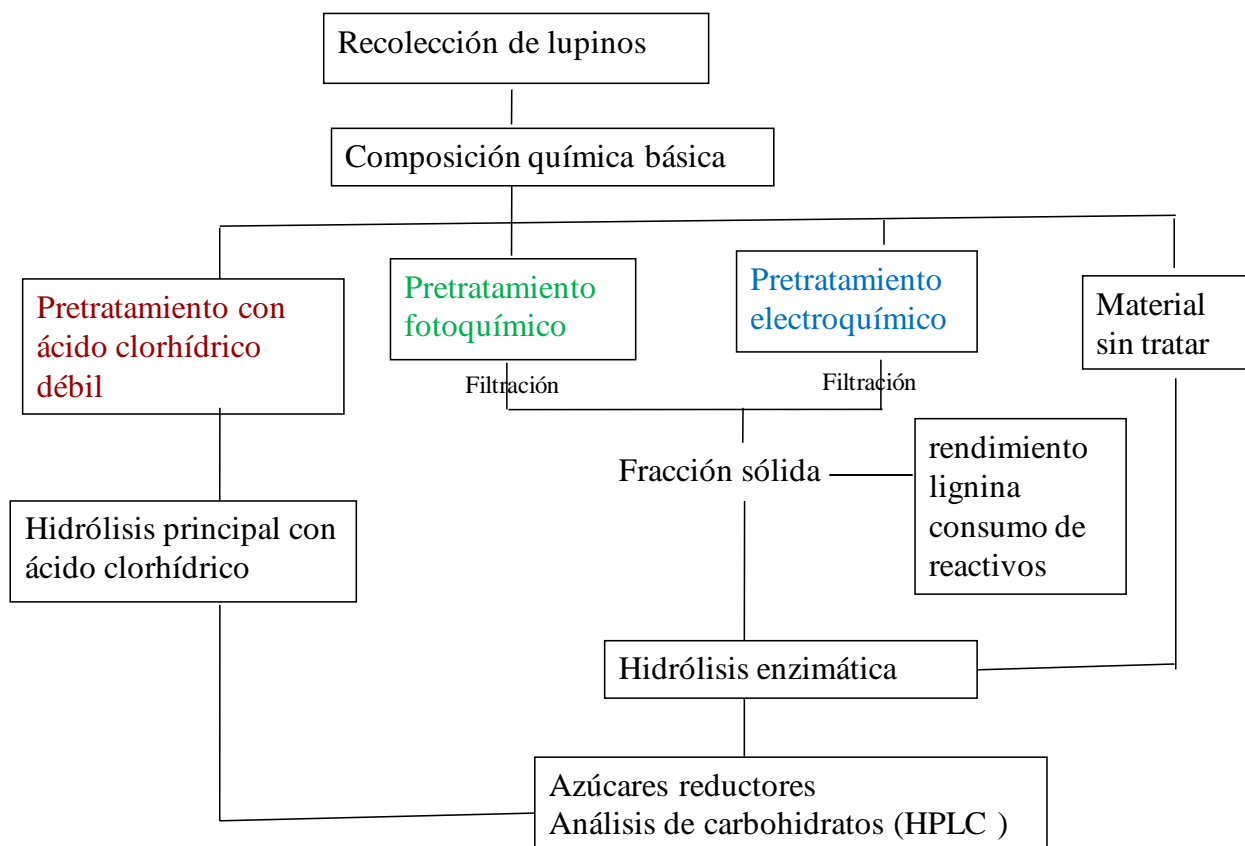 Recolección de lupinos
Composición química básica
Pretratamiento con
ácido clorhídrico
débil
Pretratamiento
fotoquímico
Pretratamiento
electroquímico
Material
sin tratar
Filtración
Filtración
Fracción sólida
rendimiento
lignina
consumo de
reactivos
Hidrólisis principal con
ácido clorhídrico
Hidrólisis enzimática
Azúcares reductores
Análisis de carbohidratos (HPLC )